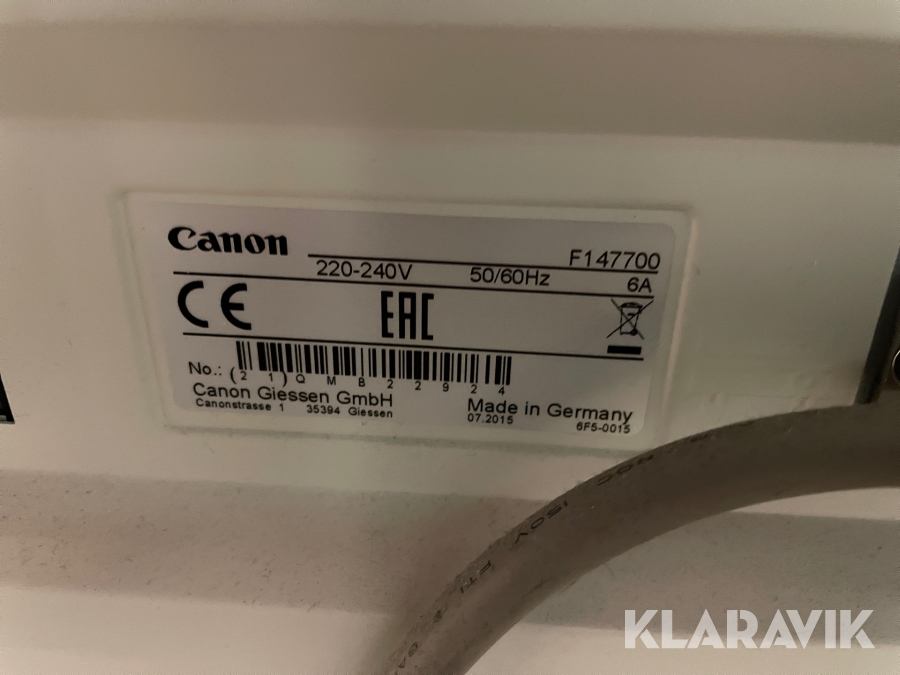 Canon
F147700
220-240V 50/60Hz 6A
CE EAC
No.: (21)QMB22924
Canon Giessen GmbH
Canonstrasse 1 35394 Giessen
Made in Germany
07.2015 6F5-0015
150V
KLARAVIK